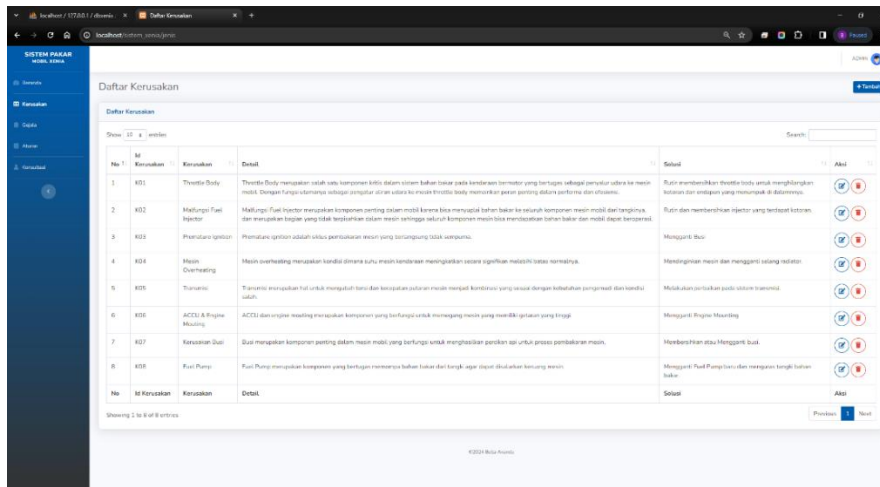 localhost / 127.0.0.1 /
Daftar Kerusakan
localhost/sistem_xenia/jenis
Paused
SISTEM PAKAR
MOBIL XENIA
ADMIN
Beranda
Kerusakan
Gejala
Aturan
Konsultasi
Daftar Kerusakan
+ Tambah
Daftar Kerusakan
Show 10 entries
Search:
No Id Kerusakan Kerusakan Detail Solusi Aksi
1 K01 Throttle Body Throttle Body merupakan salah satu komponen kritis dalam sistem bahan bakar pada kenderaan bermotor yang bertugas sebagai penyalur udara ke mesin Rutin membersihkan throttle body untuk menghilangkan
mobil. Dengan fungsi utamanya sebagai pengatur aliran udara ke mesin throttle body memainkan peran penting dalam performa dan efisiensi. kotoran dan endapan yang menumpuk di dalamnya.
2 K02 Malfungsi Fuel Injector Malfungsi Fuel Injector merupakan komponen penting dalam mobil karena bisa menyuplai bahan bakar ke seluruh komponen mesin mobil dari tangkinya. Rutin dan membersihkan injector yang terdapat kotoran.
dan merupakan bagian yang tidak terpisahkan dalam mesin sehingga seluruh komponen mesin bisa mendapatkan bahan bakar dan mobil dapat beroperasi.
3 K03 Premature ignition Premature ignition adalah siklus pembakaran mesin yang berlangsung tidak sempurna. Mengganti Busi
4 K04 Mesin Overheating Mesin overheating merupakan kondisi dimana suhu mesin kenderaan meningkatkan secara signifikan melebihi batas normalnya. Mendinginkan mesin dan mengganti selang radiator.
5 K05 Transmisi Transmisi merupakan hal untuk mengubah torsi dan kecepatan putaran mesin menjadi kombinasi yang sesuai dengan kebutuhan pengemudi dan kondisi Melakukan perbaikan pada sistem transmisi.
jalan.
6 K06 ACCU & Engine Mouting ACCU dan engine mouting merupakan komponen yang berfungsi untuk memegang mesin yang memiliki getaran yang tinggi Mengganti Engine Mounting
7 K07 Kerusakan Busi Busi merupakan komponen penting dalam mesin mobil yang berfungsi untuk menghasilkan percikan api untuk proses pembakaran mesin. Membersihkan atau Mengganti busi.
8 K08 Fuel Pump Fuel Pump merupakan komponen yang bertugas memompa bahan bakar dari tangki agar dapat disalurkan keruang mesin Mengganti Fuel Pump baru dan menguras tangki bahan
bakar
No Id Kerusakan Kerusakan Detail Solusi Aksi
Showing 1 to 8 of 8 entries
Previous 1 Next